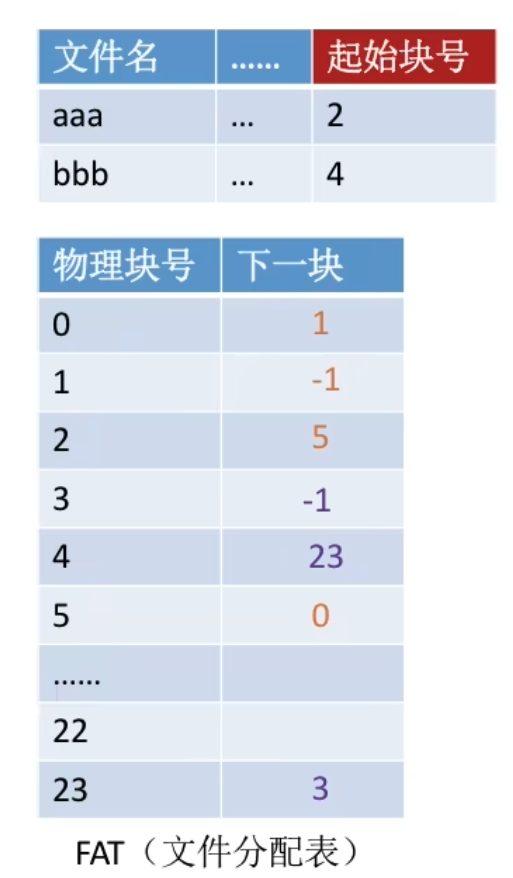 文件名 …… 起始块号
aaa … 2
bbb … 4
物理块号 下一块
0 1
1 -1
2 5
3 -1
4 23
5 0
……
22
23 3
FAT（文件分配表）